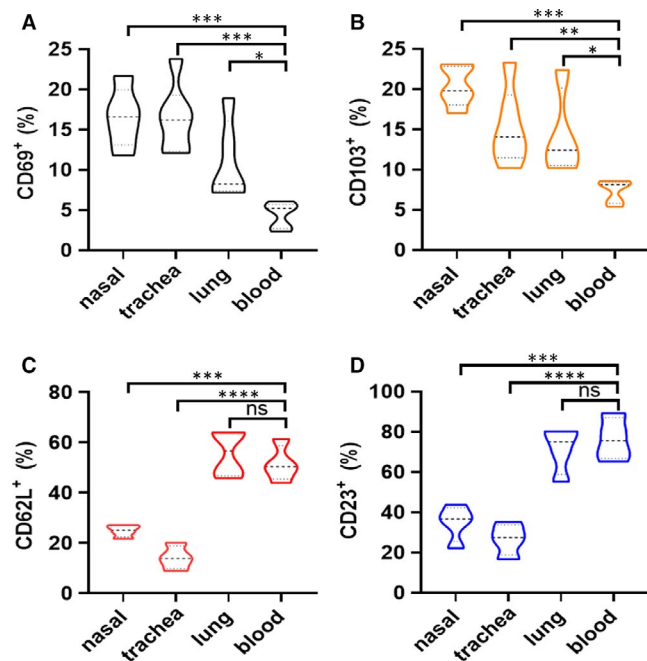 A
***
***
*
CD69+ (%)
25
20
15
10
5
0
nasal
trachea
lung
blood
B
***
**
*
CD103+ (%)
25
20
15
10
5
0
nasal
trachea
lung
blood
C
***
****
ns
CD62L+ (%)
80
60
40
20
0
nasal
trachea
lung
blood
D
***
****
ns
CD23+ (%)
100
80
60
40
20
0
nasal
trachea
lung
blood